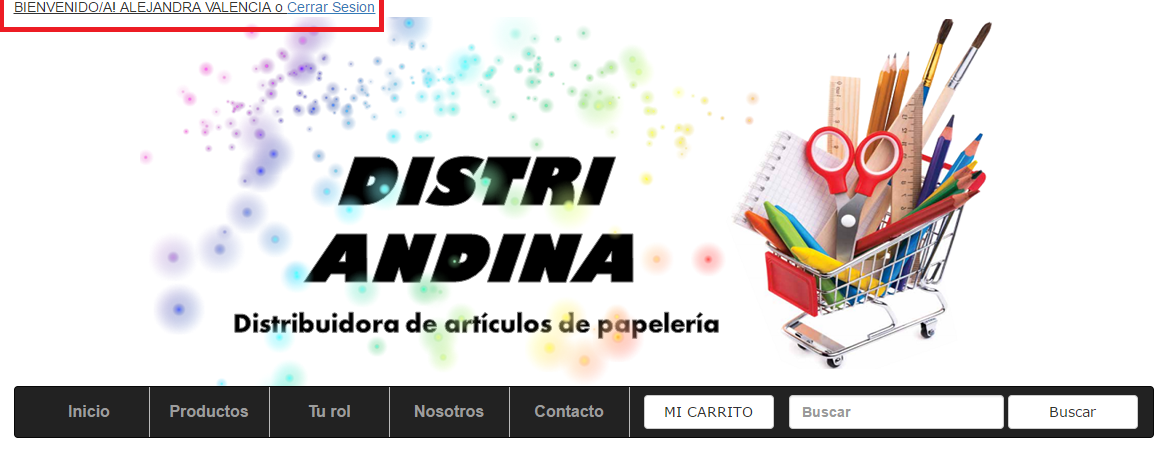 BIENVENIDO/A! ALEJANDRA VALENCIA o Cerrar Sesion
DISTRI
ANDINA
Distribuidora de artículos de papelería
Inicio
Productos
Tu rol
Nosotros
Contacto
MI CARRITO
Buscar
Buscar